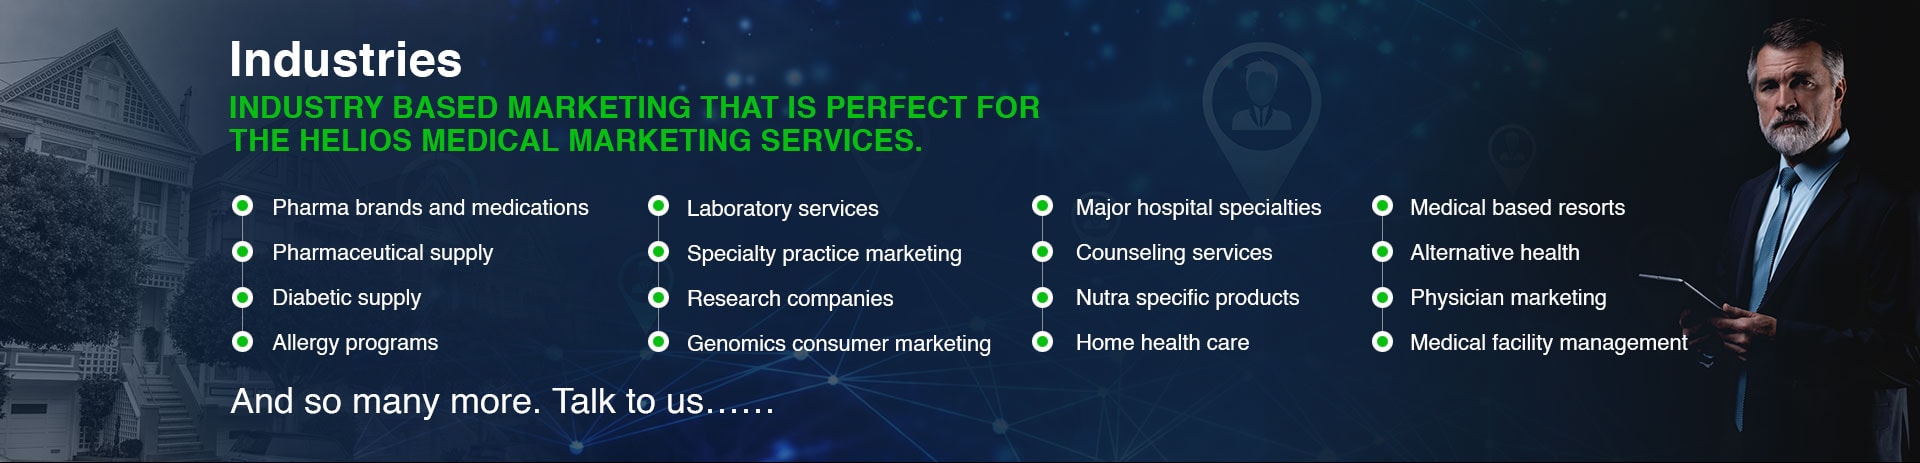 Industries
INDUSTRY BASED MARKETING THAT IS PERFECT FOR
THE HELIOS MEDICAL MARKETING SERVICES.
Pharma brands and medications
Pharmaceutical supply
Diabetic supply
Allergy programs
Laboratory services
Specialty practice marketing
Research companies
Genomics consumer marketing
Major hospital specialties
Counseling services
Nutra specific products
Home health care
Medical based resorts
Alternative health
Physician marketing
Medical facility management
And so many more. Talk to us......